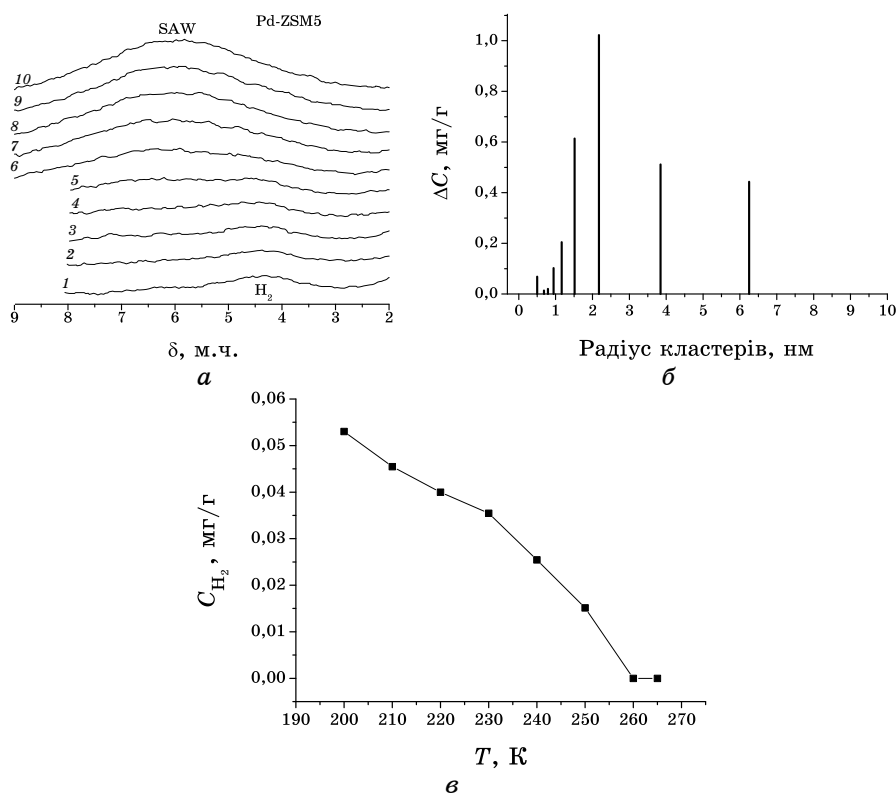 SAW
Pd-ZSM5
10
9
8
7
6
5
4
3
2
1
H₂
9 8 7 6 5 4 3 2
δ, м.ч.
а
1,0
0,8
0,6
0,4
0,2
0,0
ΔC, мг/г
0 1 2 3 4 5 6 7 8 9 10
Радіус кластерів, нм
б
0,06
0,05
0,04
0,03
0,02
0,01
0,00
C_H₂, мг/г
190 200 210 220 230 240 250 260 270
T, К
в